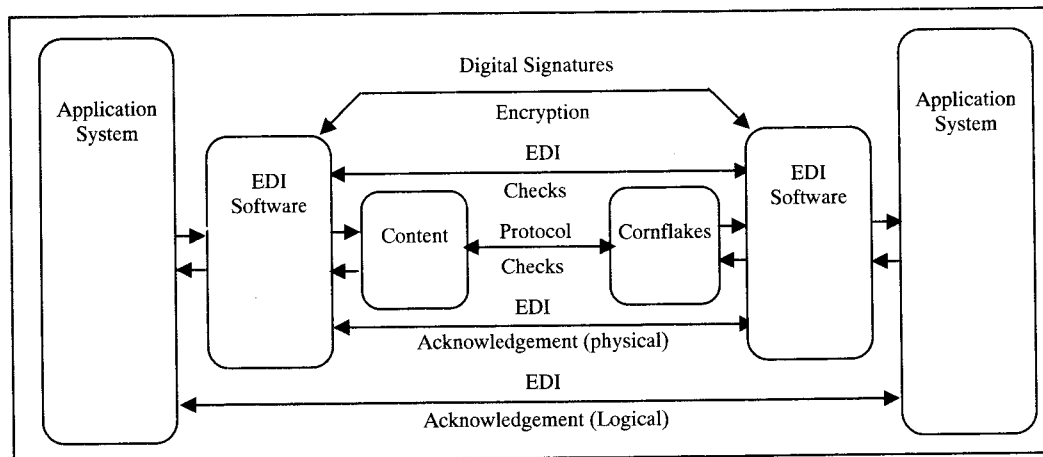 Digital Signatures
Application
System
Application
System
Encryption
EDI
Software
EDI
Checks
EDI
Software
Content
Protocol
Checks
Cornflakes
EDI
Acknowledgement (physical)
EDI
Acknowledgement (Logical)